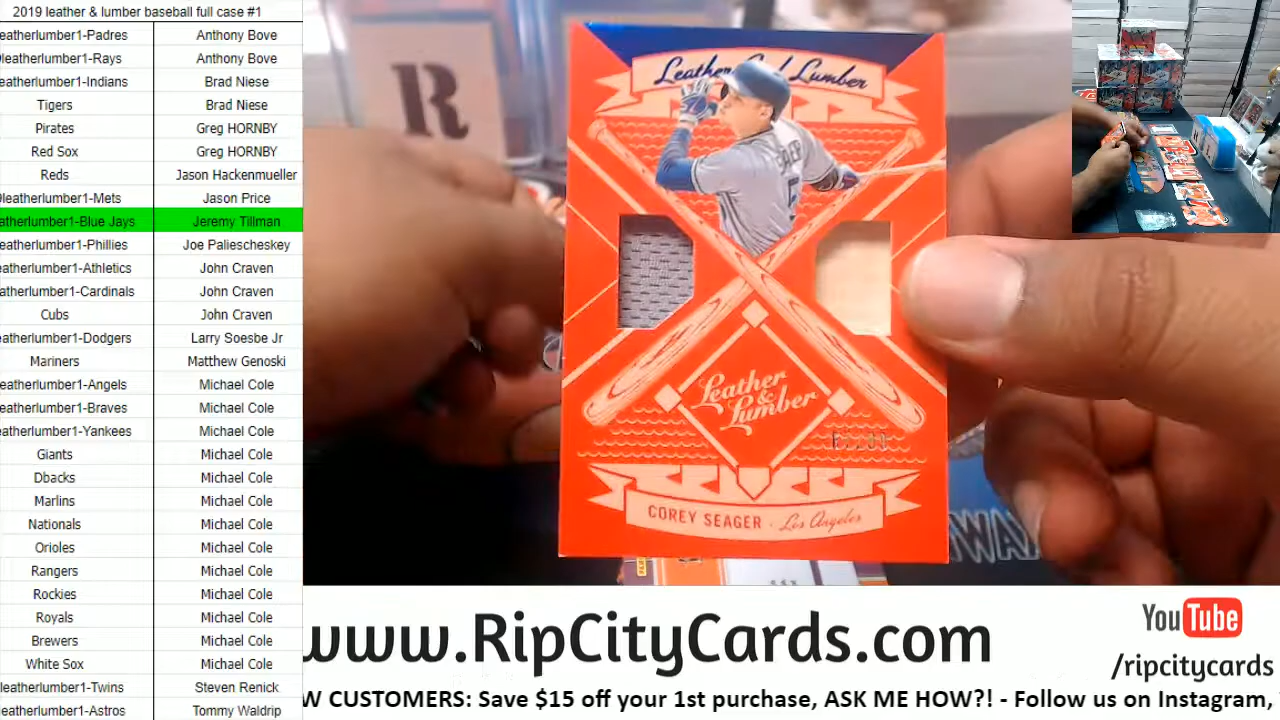 2019 leather & lumber baseball full case #1
eatherlumber1-Padres Anthony Bove
9leatherlumber1-Rays Anthony Bove
eatherlumber1-Indians Brad Niese
Tigers Brad Niese
Pirates Greg HORNBY
Red Sox Greg HORNBY
Reds Jason Hackenmueller
9leatherlumber1-Mets Jason Price
atherlumber1-Blue Jays Jeremy Tillman
eatherlumber1-Phillies Joe Paliescheskey
eatherlumber1-Athletics John Craven
eatherlumber1-Cardinals John Craven
Cubs John Craven
eatherlumber1-Dodgers Larry Soesbe Jr
Mariners Matthew Genoski
eatherlumber1-Angels Michael Cole
eatherlumber1-Braves Michael Cole
eatherlumber1-Yankees Michael Cole
Giants Michael Cole
Dbacks Michael Cole
Marlins Michael Cole
Nationals Michael Cole
Orioles Michael Cole
Rangers Michael Cole
Rockies Michael Cole
Royals Michael Cole
Brewers Michael Cole
White Sox Michael Cole
leatherlumber1-Twins Steven Renick
leatherlumber1-Astros Tommy Waldrip
R
Leather And Lumber
5
Leather
&
Lumber
COREY SEAGER · Los Angeles
www.RipCityCards.com
YouTube
/ripcitycards
W CUSTOMERS: Save $15 off your 1st purchase, ASK ME HOW?! - Follow us on Instagram,